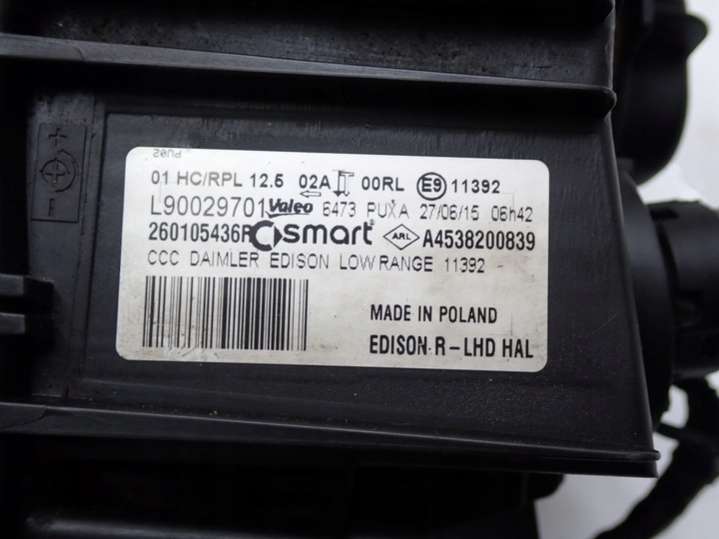 PU02
01 HC/RPL 12.5 02A 00RL E9 11392
L90029701 Valeo 6473 PUXA 27/06/15 06h42
260105436R smart ARL A4538200839
CCC DAIMLER EDISON LOW RANGE 11392
MADE IN POLAND
EDISON R-LHD HAL